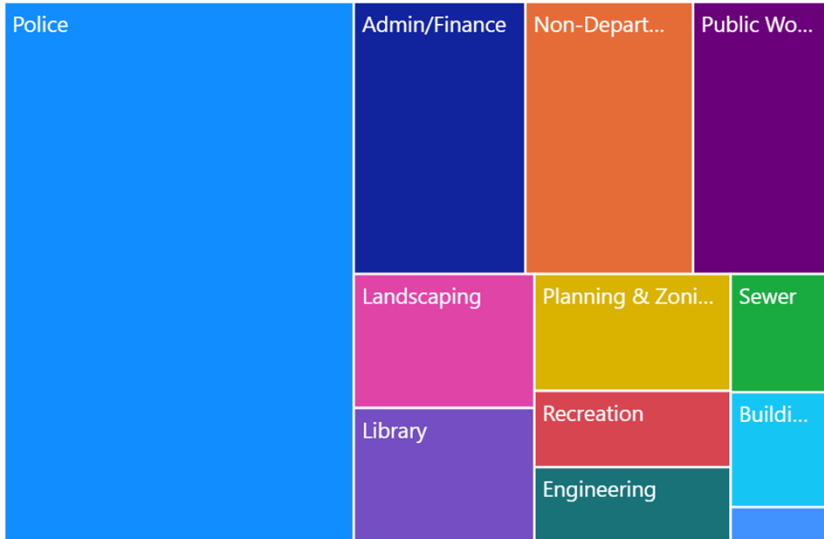 Police
Admin/Finance
Non-Depart...
Public Wo...
Landscaping
Planning & Zoni...
Sewer
Library
Recreation
Buildi...
Engineering